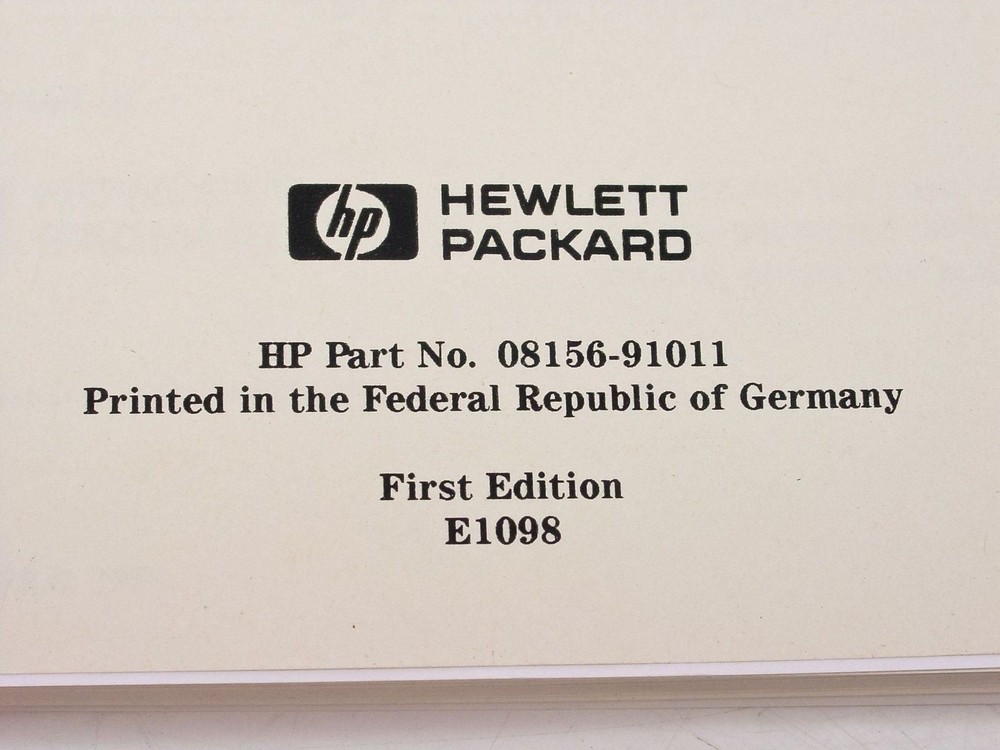 hp HEWLETT
PACKARD
HP Part No. 08156-91011
Printed in the Federal Republic of Germany
First Edition
E1098